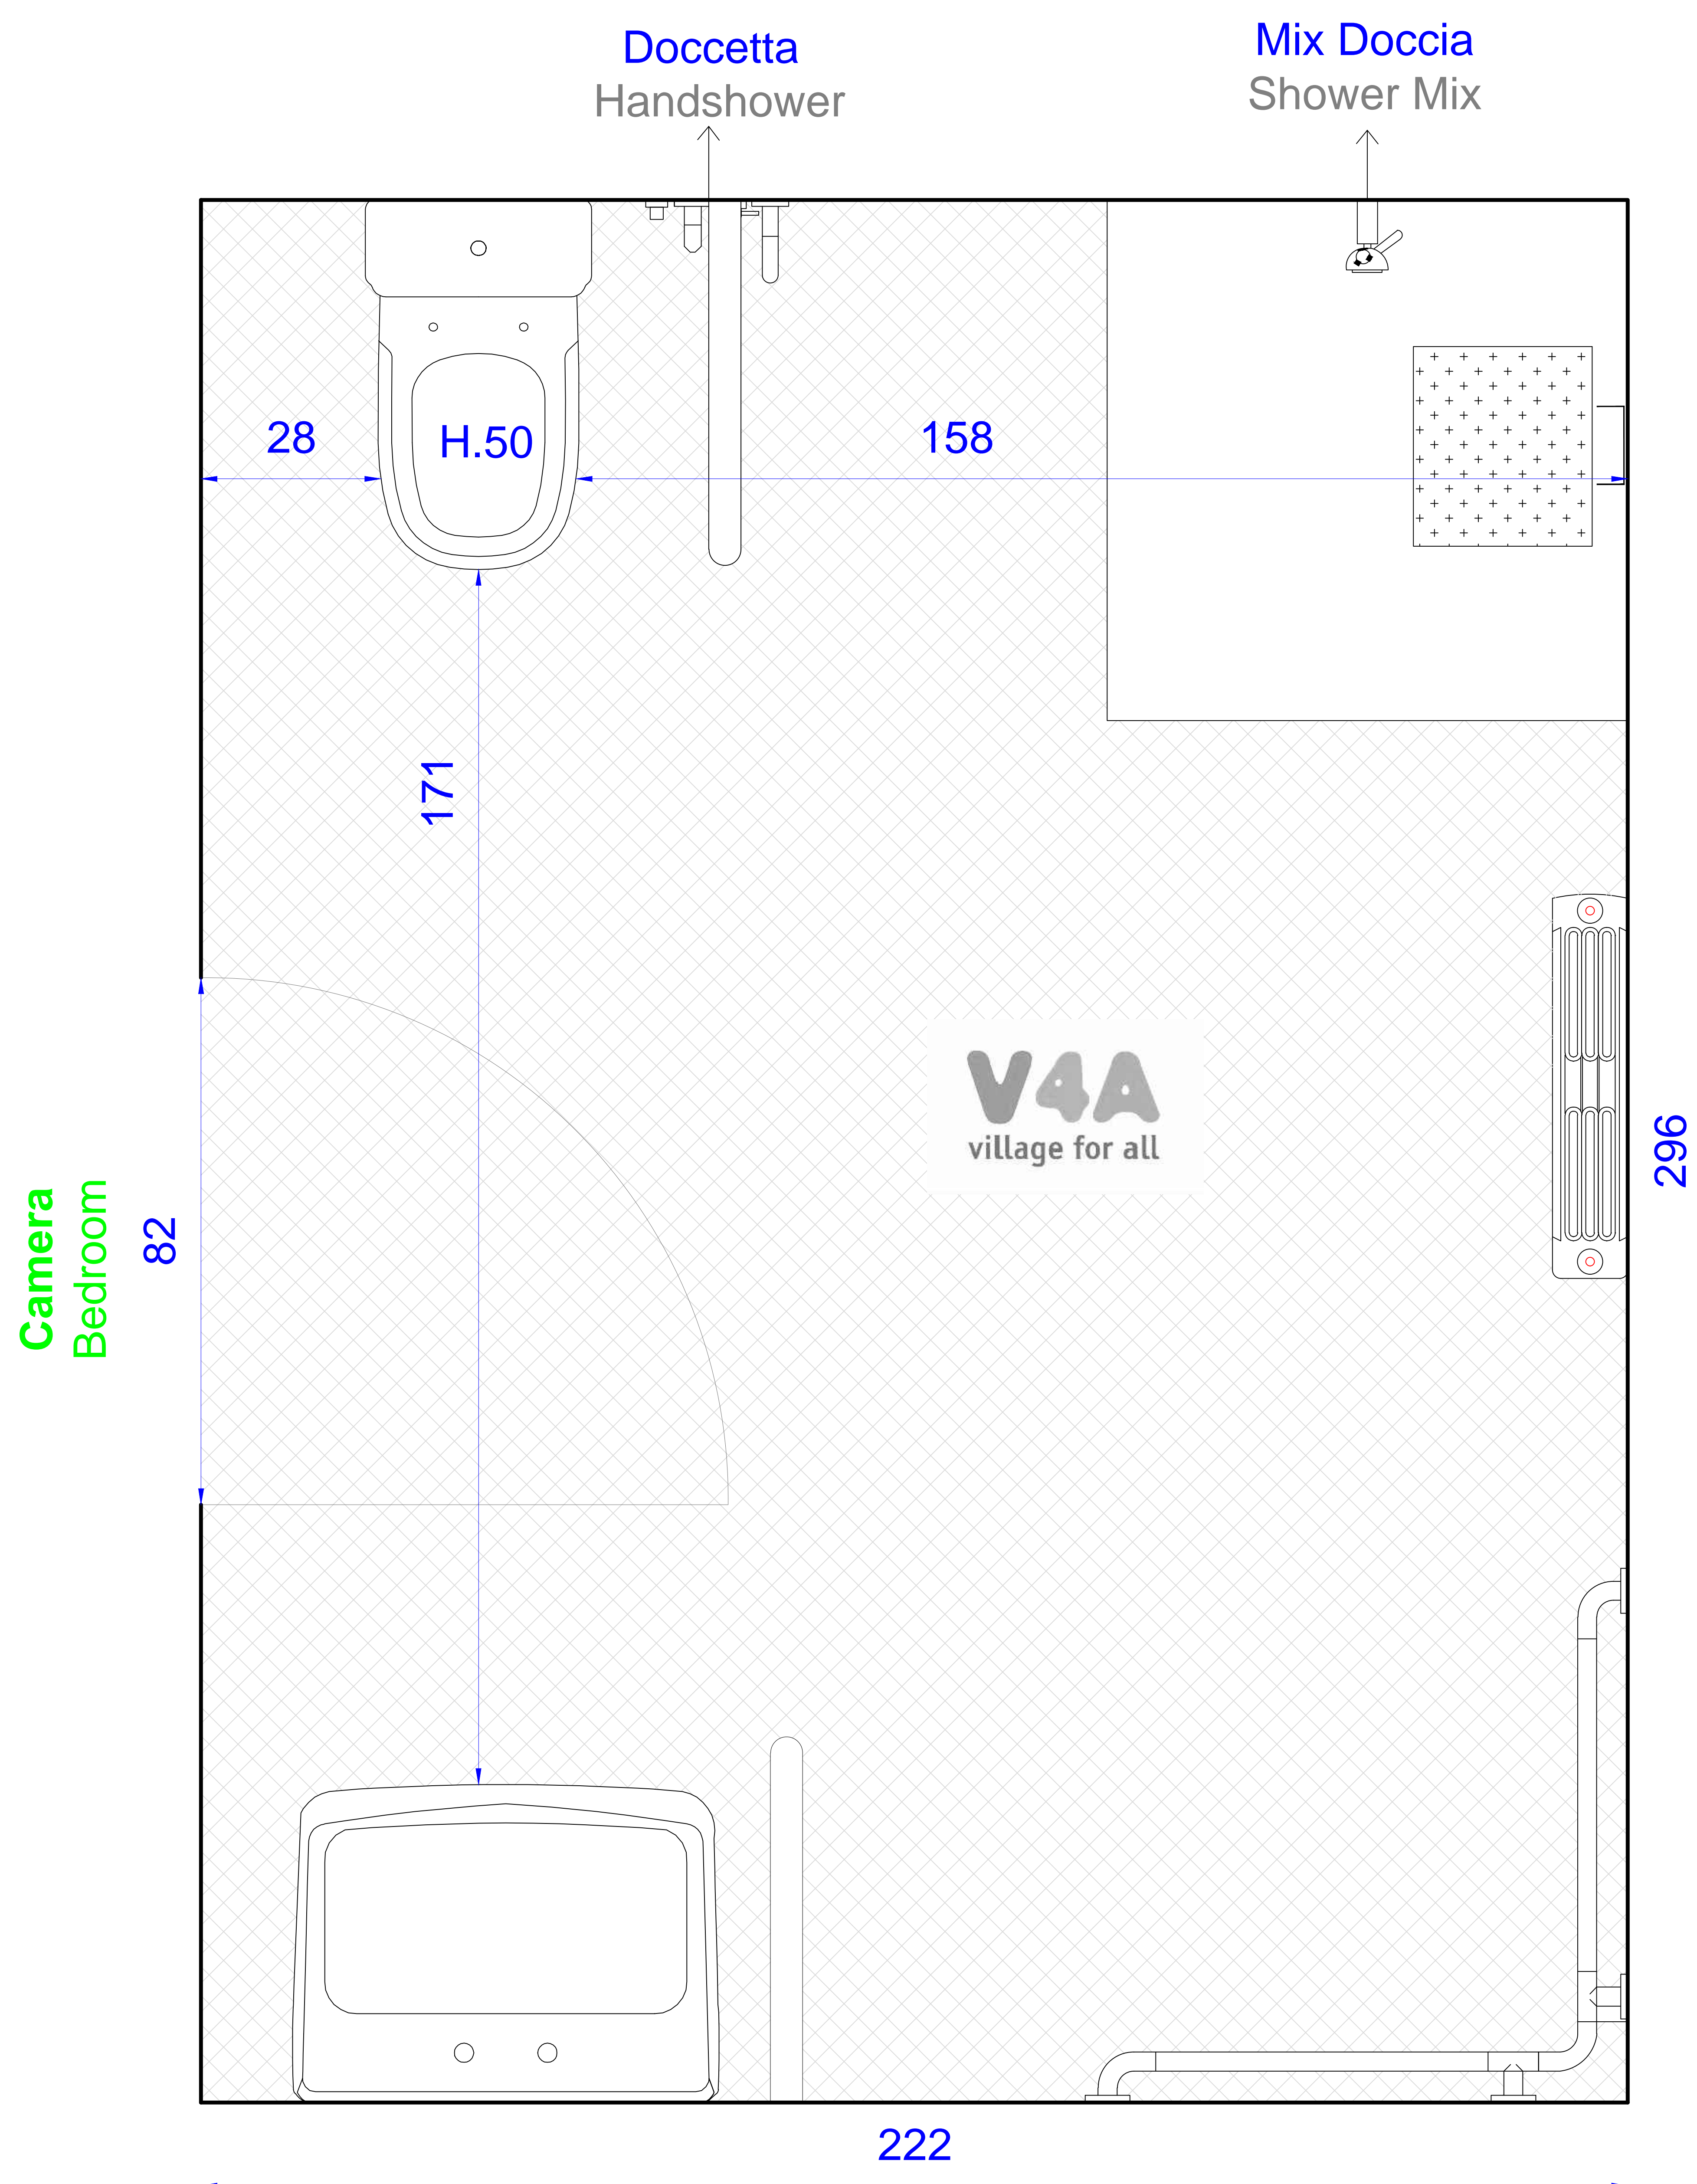 Doccetta
Handshower
Mix Doccia
Shower Mix
28
H.50
158
171
V4A
village for all
296
82
Camera
Bedroom
222